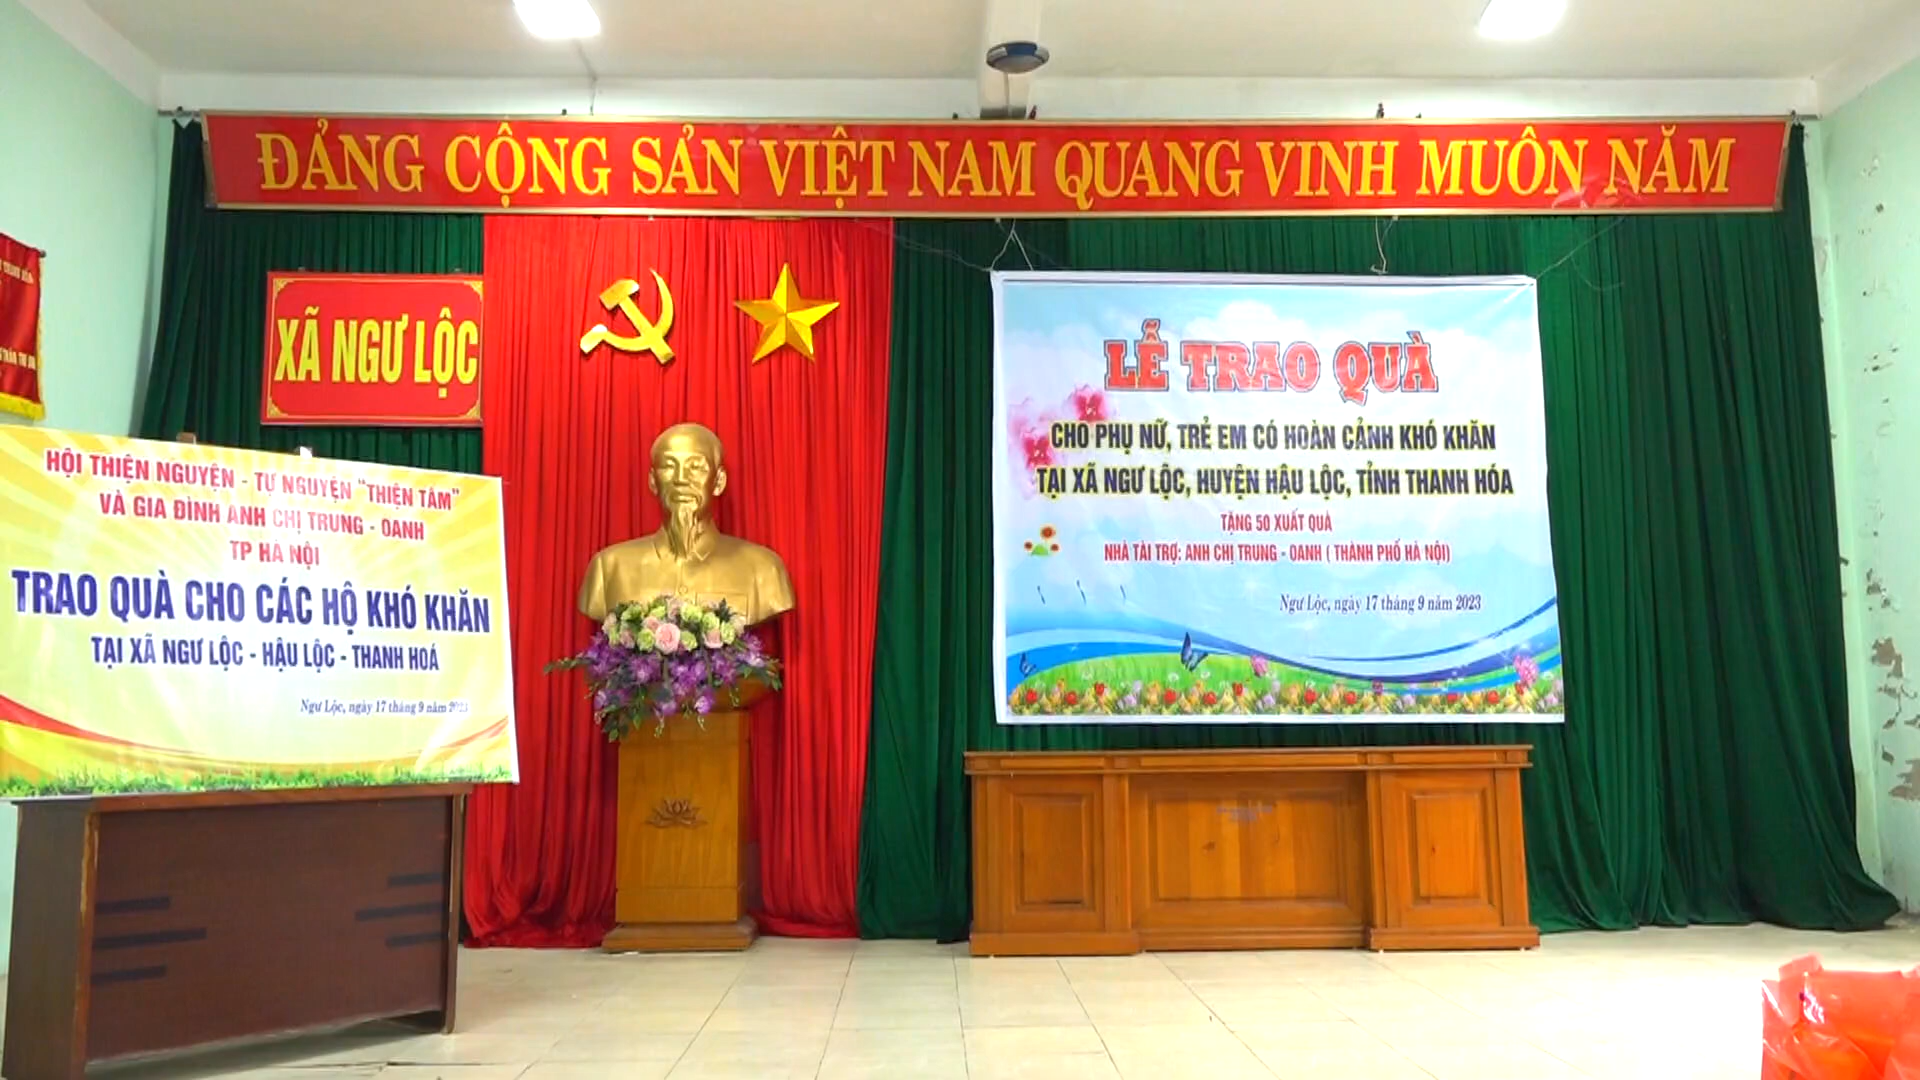 ĐẢNG CỘNG SẢN VIỆT NAM QUANG VINH MUÔN NĂM
XÃ NGƯ LỘC
HỘI THIỆN NGUYỆN - TỰ NGUYỆN "THIỆN TÂM"
VÀ GIA ĐÌNH ANH CHỊ TRUNG - OANH
TP HÀ NỘI
TRAO QUÀ CHO CÁC HỘ KHÓ KHĂN
TẠI XÃ NGƯ LỘC - HẬU LỘC - THANH HOÁ
Ngư Lộc, ngày 17 tháng 9 năm 2023
LỄ TRAO QUÀ
CHO PHỤ NỮ, TRẺ EM CÓ HOÀN CẢNH KHÓ KHĂN
TẠI XÃ NGƯ LỘC, HUYỆN HẬU LỘC, TỈNH THANH HÓA
TẶNG 50 XUẤT QUÀ
NHÀ TÀI TRỢ: ANH CHỊ TRUNG - OANH ( THÀNH PHỐ HÀ NỘI)
Ngư Lộc, ngày 17 tháng 9 năm 2023